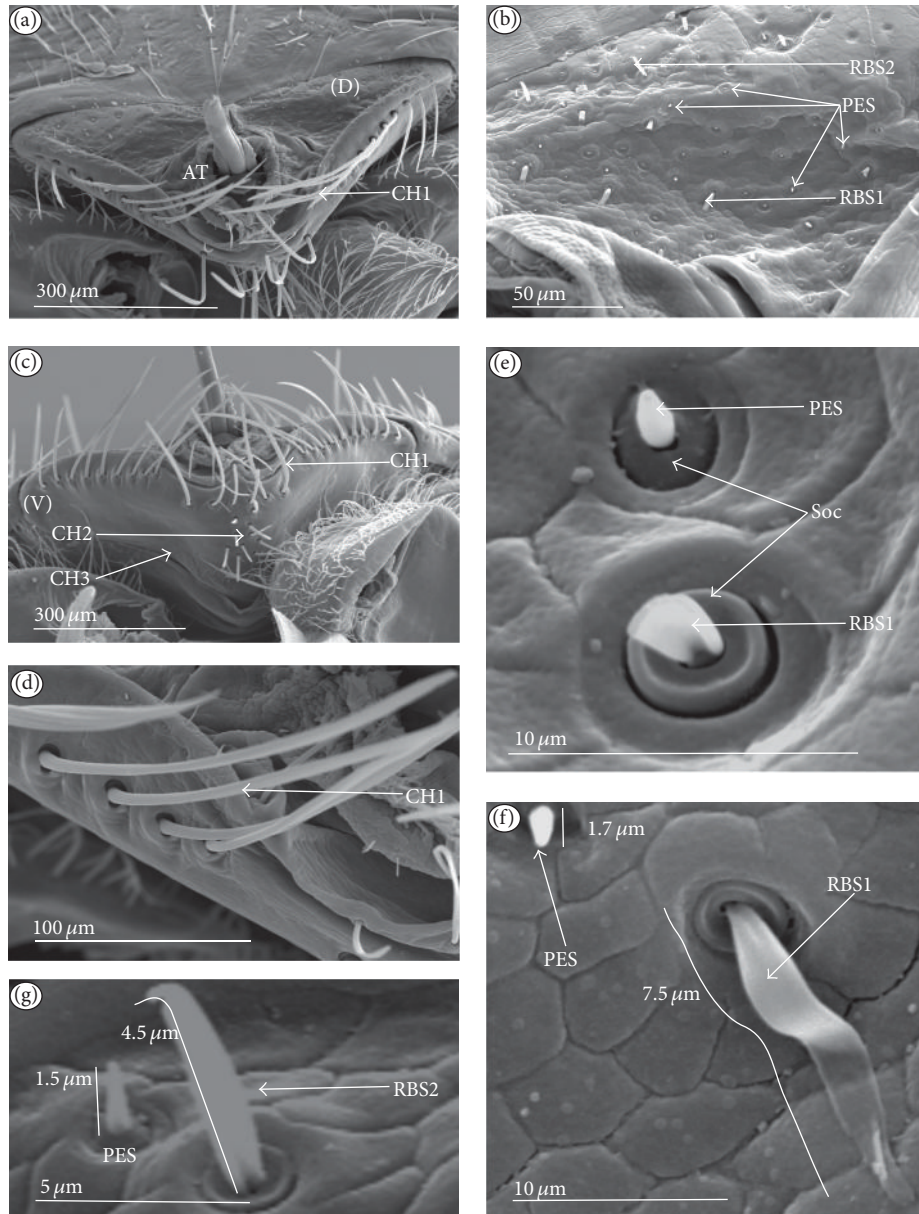 (a)
(D)
AT
CH1
300 μm
(b)
RBS2
PES
RBS1
50 μm
(c)
CH1
(V)
CH2
CH3
300 μm
(d)
CH1
100 μm
(e)
PES
Soc
RBS1
10 μm
(f)
1.7 μm
RBS1
PES
7.5 μm
10 μm
(g)
4.5 μm
1.5 μm
RBS2
PES
5 μm